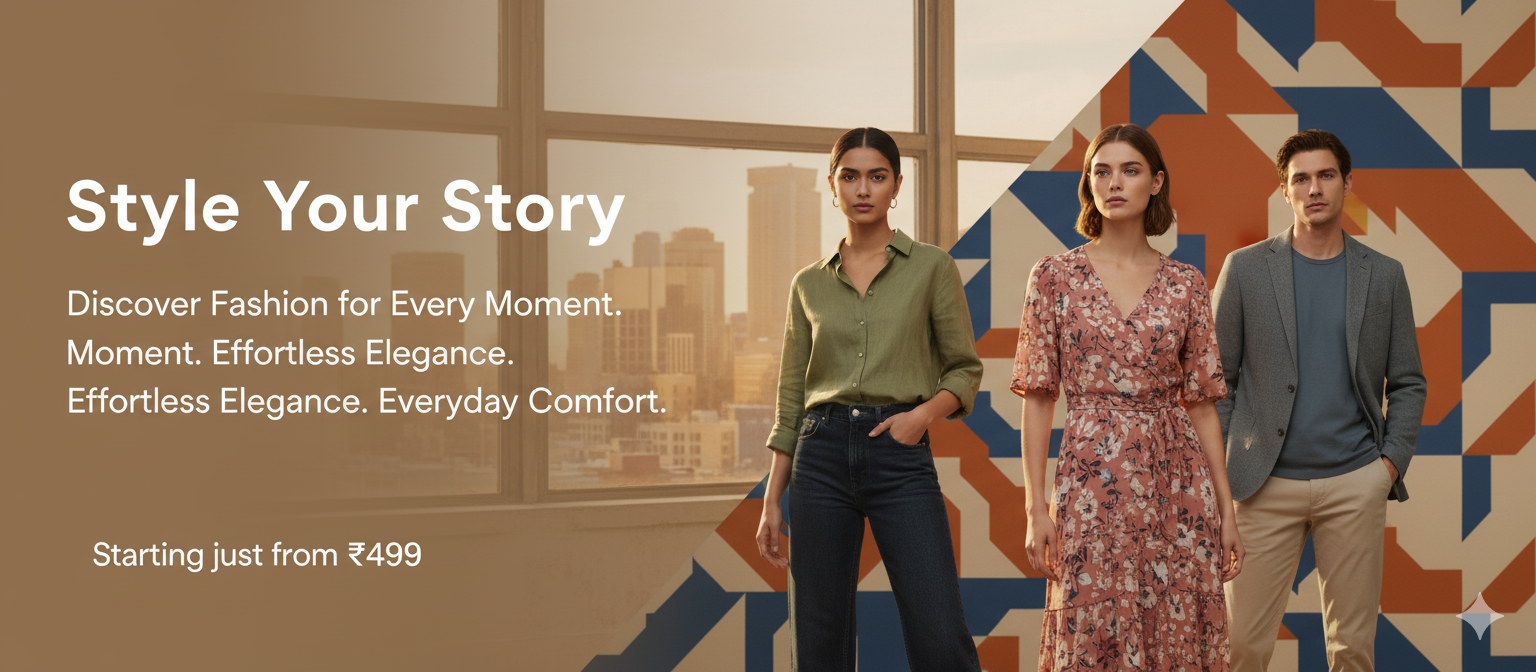 Style Your Story
Discover Fashion for Every Moment.
Moment. Effortless Elegance.
Effortless Elegance. Everyday Comfort.
Starting just from ₹499